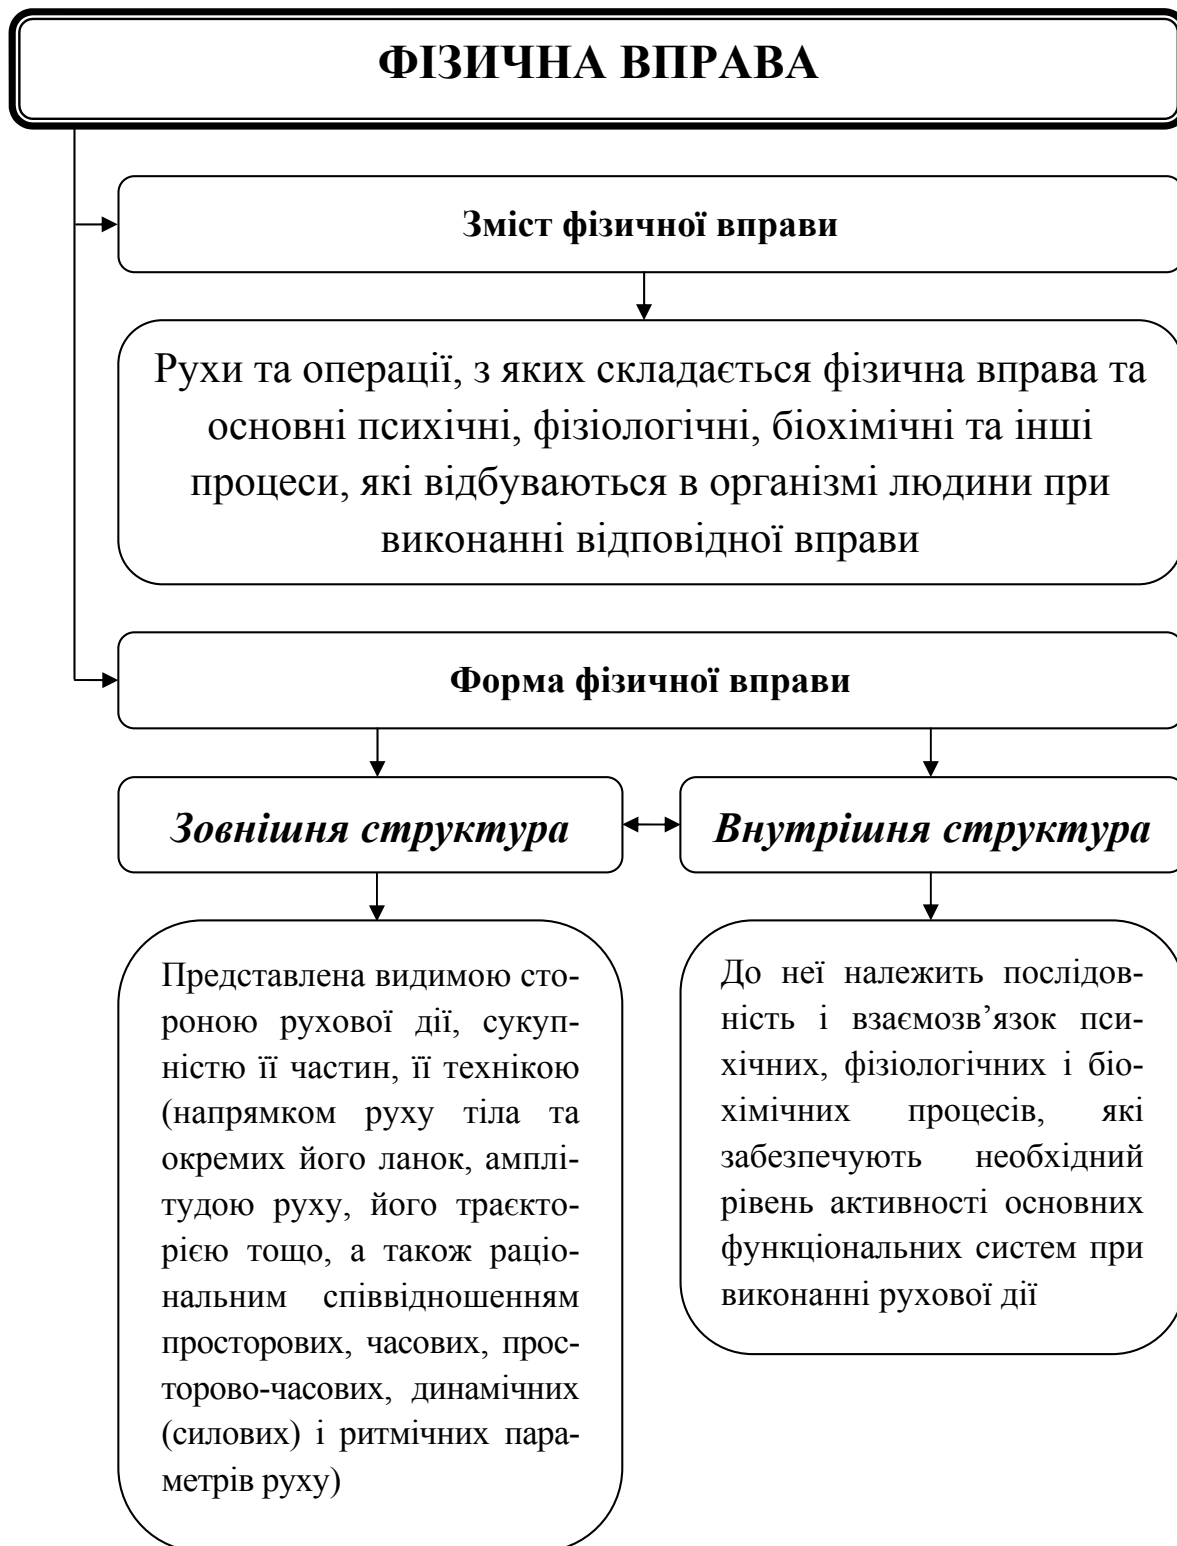 ФІЗИЧНА ВПРАВА
Зміст фізичної вправи
Рухи та операції, з яких складається фізична вправа та
основні психічні, фізіологічні, біохімічні та інші
процеси, які відбуваються в організмі людини при
виконанні відповідної вправи
Форма фізичної вправи
Зовнішня структура
Внутрішня структура
Представлена видимою сто-
роною рухової дії, сукуп-
ністю її частин, її технікою
(напрямком руху тіла та
окремих його ланок, амплі-
тудою руху, його траєкто-
рією тощо, а також раціо-
нальним співвідношенням
просторових, часових, прос-
торово-часових, динамічних
(силових) і ритмічних пара-
метрів руху)
До неї належить послідов-
ність і взаємозв’язок пси-
хічних, фізіологічних і біо-
хімічних процесів, які
забезпечують необхідний
рівень активності основних
функціональних систем при
виконанні рухової дії